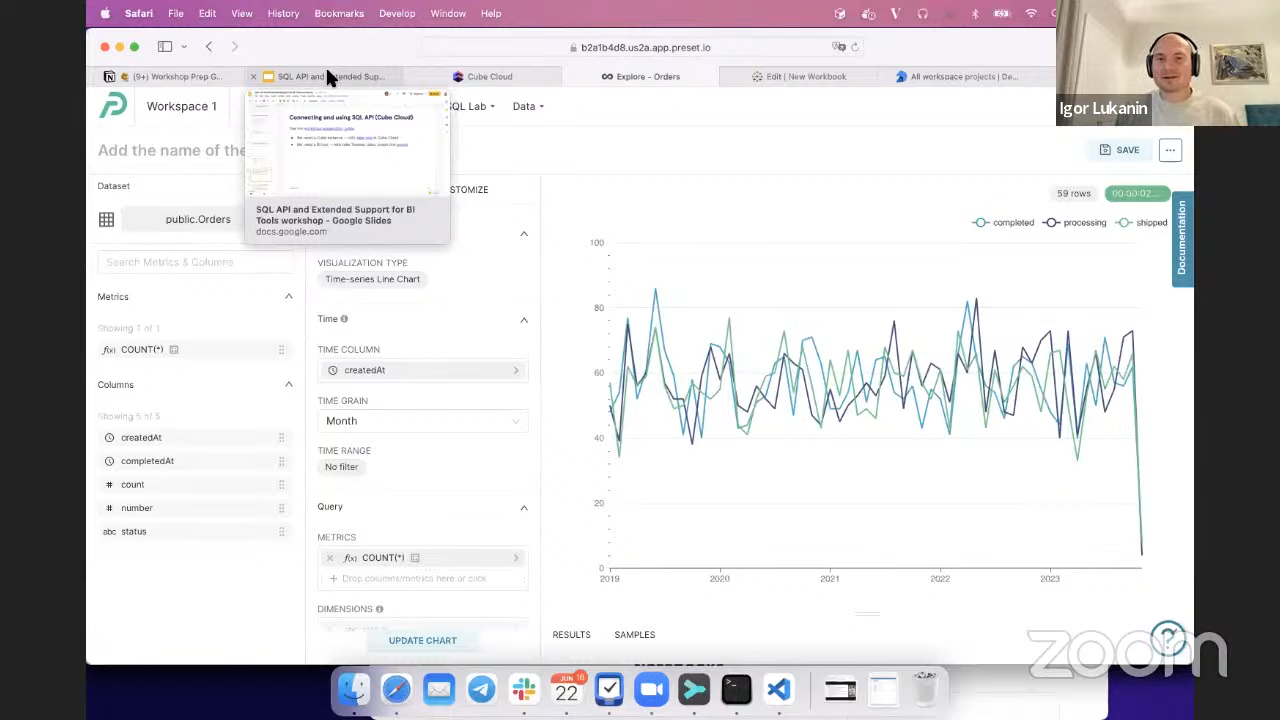 Safari File Edit View History Bookmarks Develop Window Help
b2a1b4d8.us2a.app.preset.io
(9+) Workshop Prep G...
SQL API and Extended Sup...
Cube Cloud
Explore - Orders
Edit | New Workbook
All workspace projects | De...
Igor Lukanin
Workspace 1
QL Lab
Data
Connecting and using SQL API (Cube Cloud)
SQL API and Extended Support for BI
Tools workshop - Google Slides
docs.google.com
Add the name of the
SAVE
Dataset
STOMIZE
59 rows
00:00:02....
public.Orders
completed
processing
shipped
Documentation
Search Metrics & Columns
VISUALIZATION TYPE
Time-series Line Chart
Metrics
Showing 1 of 1
f(x) COUNT(*)
Time
TIME COLUMN
createdAt
Columns
Showing 5 of 5
createdAt
completedAt
# count
# number
abc status
TIME GRAIN
Month
TIME RANGE
No filter
Query
METRICS
f(x) COUNT(*)
Drop columns/metrics here or click
DIMENSIONS
UPDATE CHART
100
80
60
40
20
0
2019
2020
2021
2022
2023
RESULTS
SAMPLES
zoom
JUN 16
22